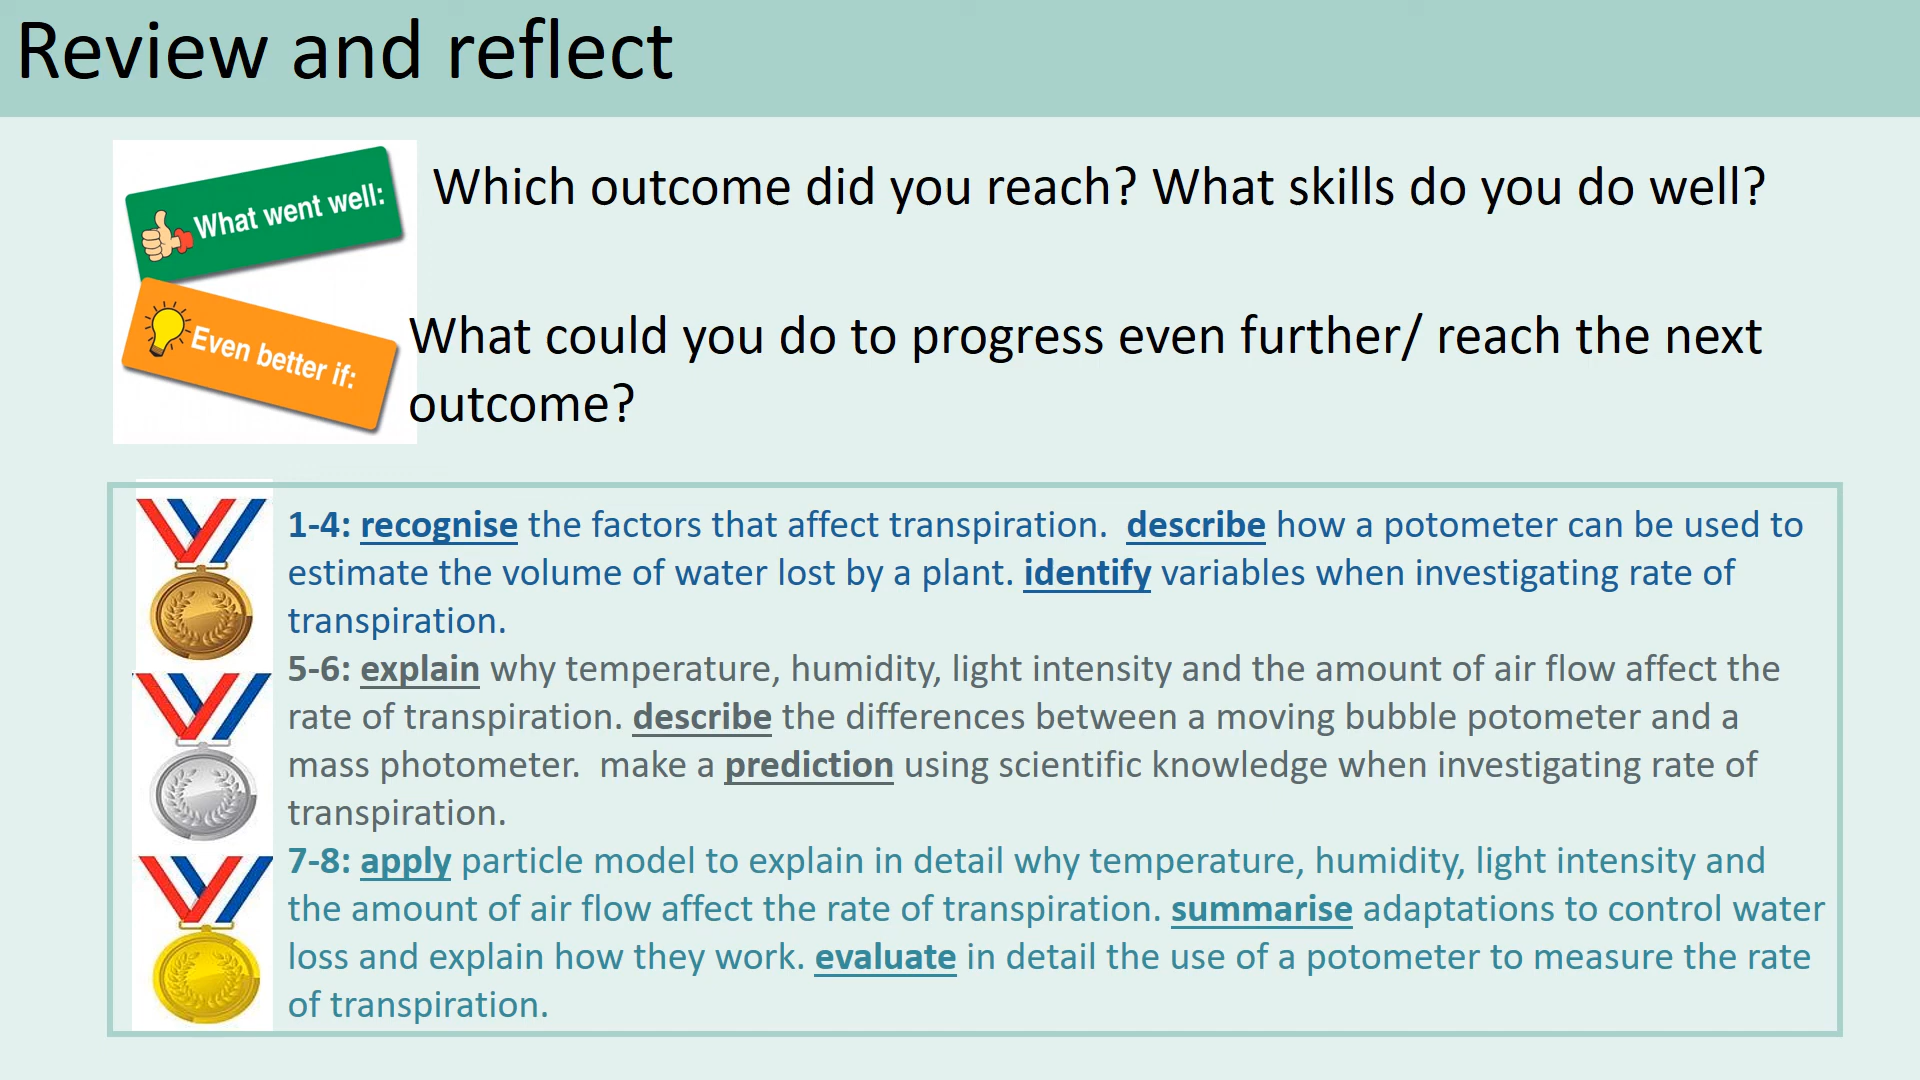 Review and reflect
What went well:
Which outcome did you reach? What skills do you do well?
Even better if:
What could you do to progress even further/ reach the next
outcome?
1-4: recognise the factors that affect transpiration.  describe how a potometer can be used to
estimate the volume of water lost by a plant. identify variables when investigating rate of
transpiration.
5-6: explain why temperature, humidity, light intensity and the amount of air flow affect the
rate of transpiration. describe the differences between a moving bubble potometer and a
mass photometer.  make a prediction using scientific knowledge when investigating rate of
transpiration.
7-8: apply particle model to explain in detail why temperature, humidity, light intensity and
the amount of air flow affect the rate of transpiration. summarise adaptations to control water
loss and explain how they work. evaluate in detail the use of a potometer to measure the rate
of transpiration.